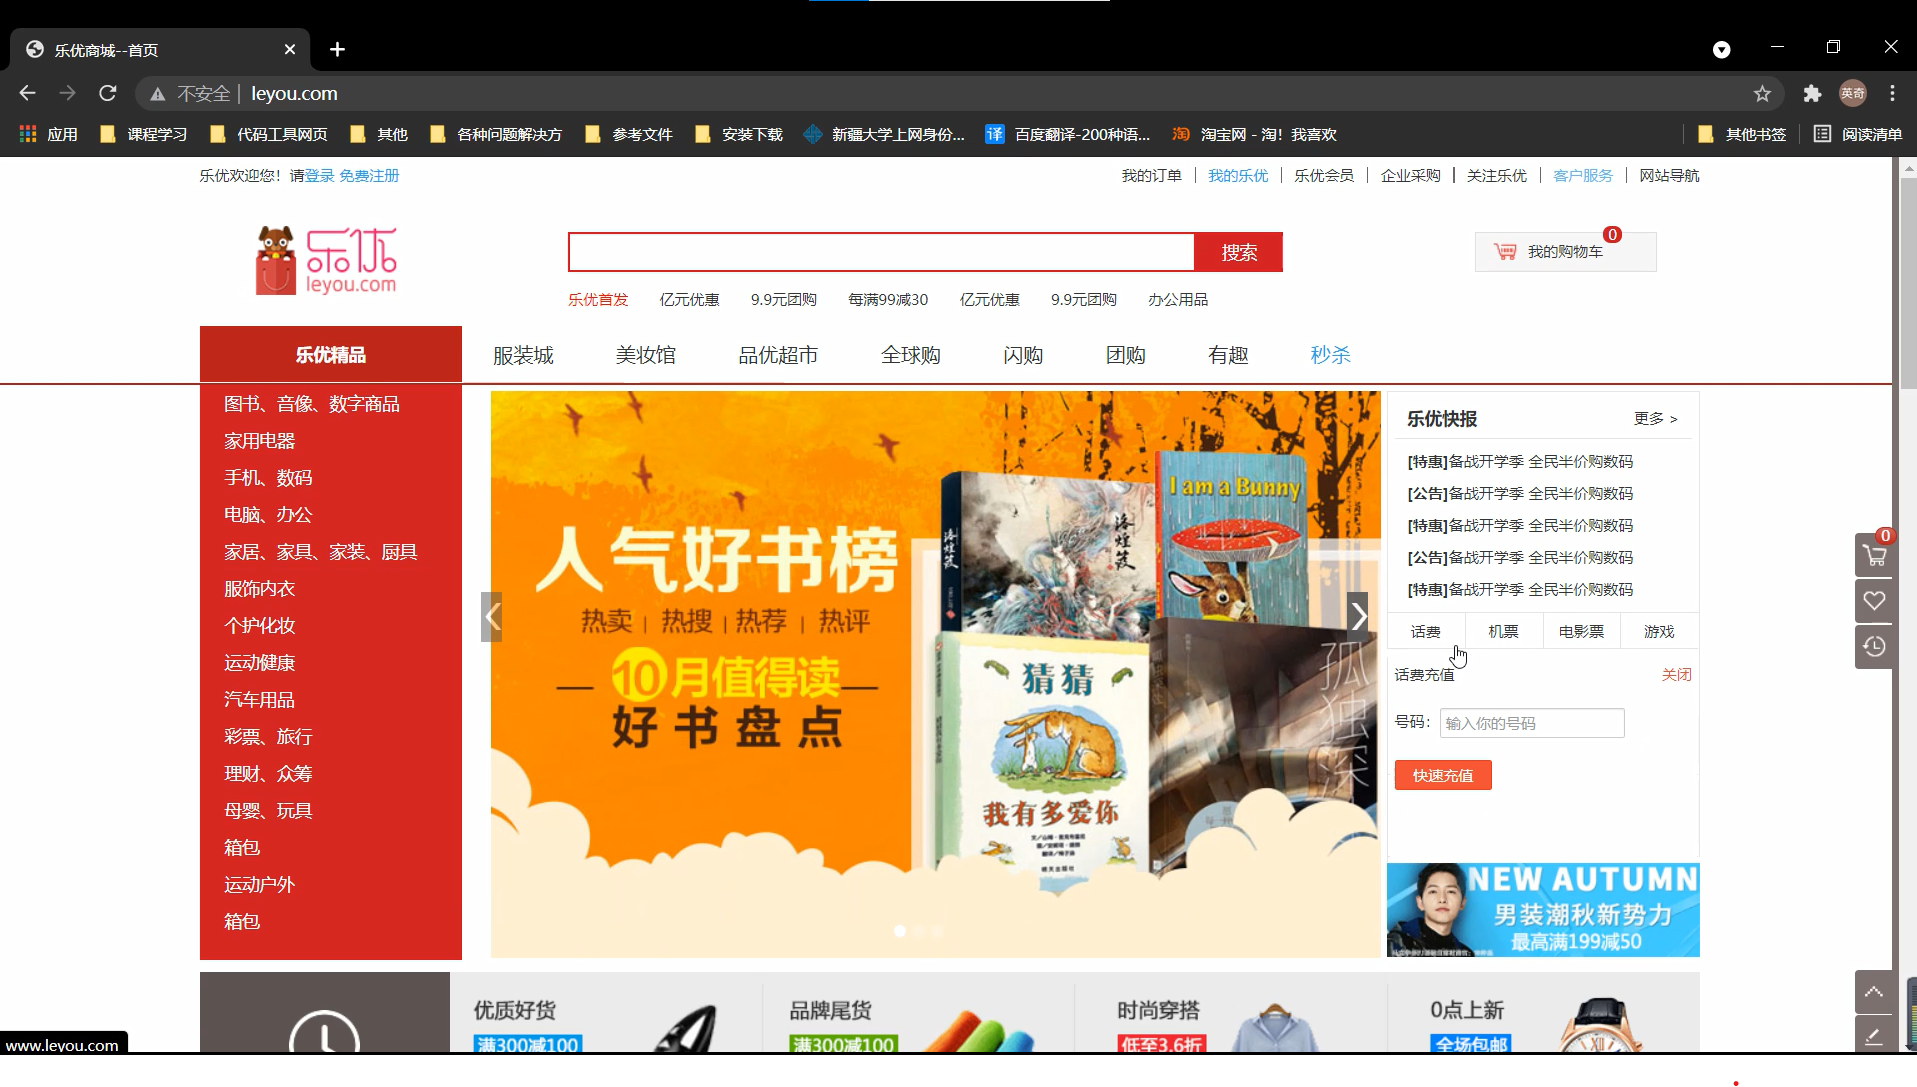 乐优商城--首页
不安全 | leyou.com
英奇
应用 课程学习 代码工具网页 其他 各种问题解决方 参考文件 安装下载 新疆大学上网身份... 译 百度翻译-200种语... 淘 淘宝网 - 淘！我喜欢 其他书签 阅读清单
乐优欢迎您！请登录 免费注册
我的订单 我的乐优 乐优会员 企业采购 关注乐优 客户服务 网站导航
乐优
leyou.com
搜索
我的购物车 0
乐优首发 亿元优惠 9.9元团购 每满99减30 亿元优惠 9.9元团购 办公用品
乐优精品 服装城 美妆馆 品优超市 全球购 闪购 团购 有趣 秒杀
图书、音像、数字商品
家用电器
手机、数码
电脑、办公
家居、家具、家装、厨具
服饰内衣
个护化妆
运动健康
汽车用品
彩票、旅行
理财、众筹
母婴、玩具
箱包
运动户外
箱包
人气好书榜
热卖 | 热搜 | 热荐 | 热评
10月值得读
好书盘点
洛煌笈
洛煌笈
I am a Bunny
猜猜
我有多爱你
孤独深
乐优快报 更多 >
[特惠]备战开学季 全民半价购数码
[公告]备战开学季 全民半价购数码
[特惠]备战开学季 全民半价购数码
[公告]备战开学季 全民半价购数码
[特惠]备战开学季 全民半价购数码
话费 机票 电影票 游戏
话费充值 关闭
号码： 输入你的号码
快速充值
NEW AUTUMN
男装潮秋新势力
最高满199减50
0
优质好货
满300减100
品牌尾货
满300减100
时尚穿搭
低至3.6折
0点上新
全场包邮
www.leyou.com